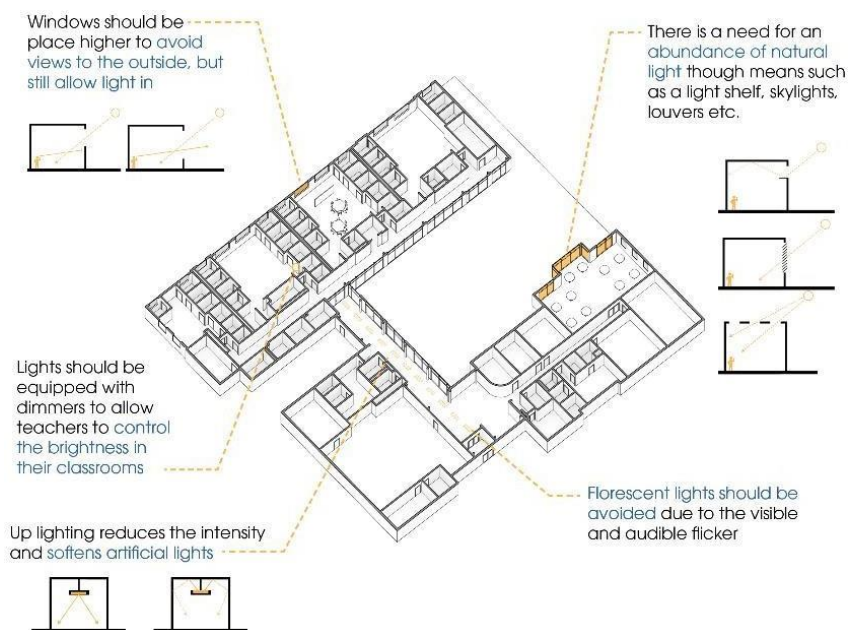 Windows should be
place higher to avoid
views to the outside, but
still allow light in
There is a need for an
abundance of natural
light though means such
as a light shelf, skylights,
louvers etc.
Lights should be
equipped with
dimmers to allow
teachers to control
the brightness in
their classrooms
Up lighting reduces the intensity
and softens artificial lights
Florescent lights should be
avoided due to the visible
and audible flicker